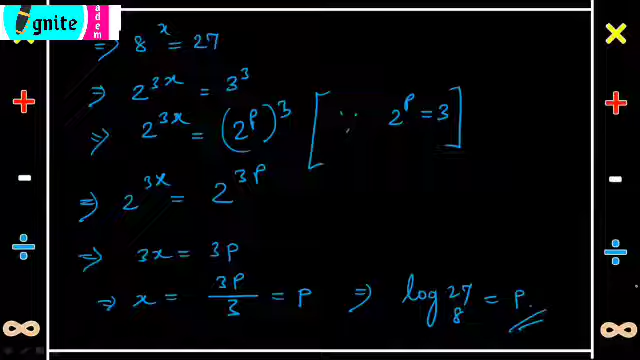 ignite
adem
⇒ 8^x = 27
⇒ 2^3x = 3^3
⇒ 2^3x = (2^p)^3 [∵ 2^p = 3]
⇒ 2^3x = 2^3p
⇒ 3x = 3p
⇒ x = 3p/3 = p ⇒ log_8 27 = p.